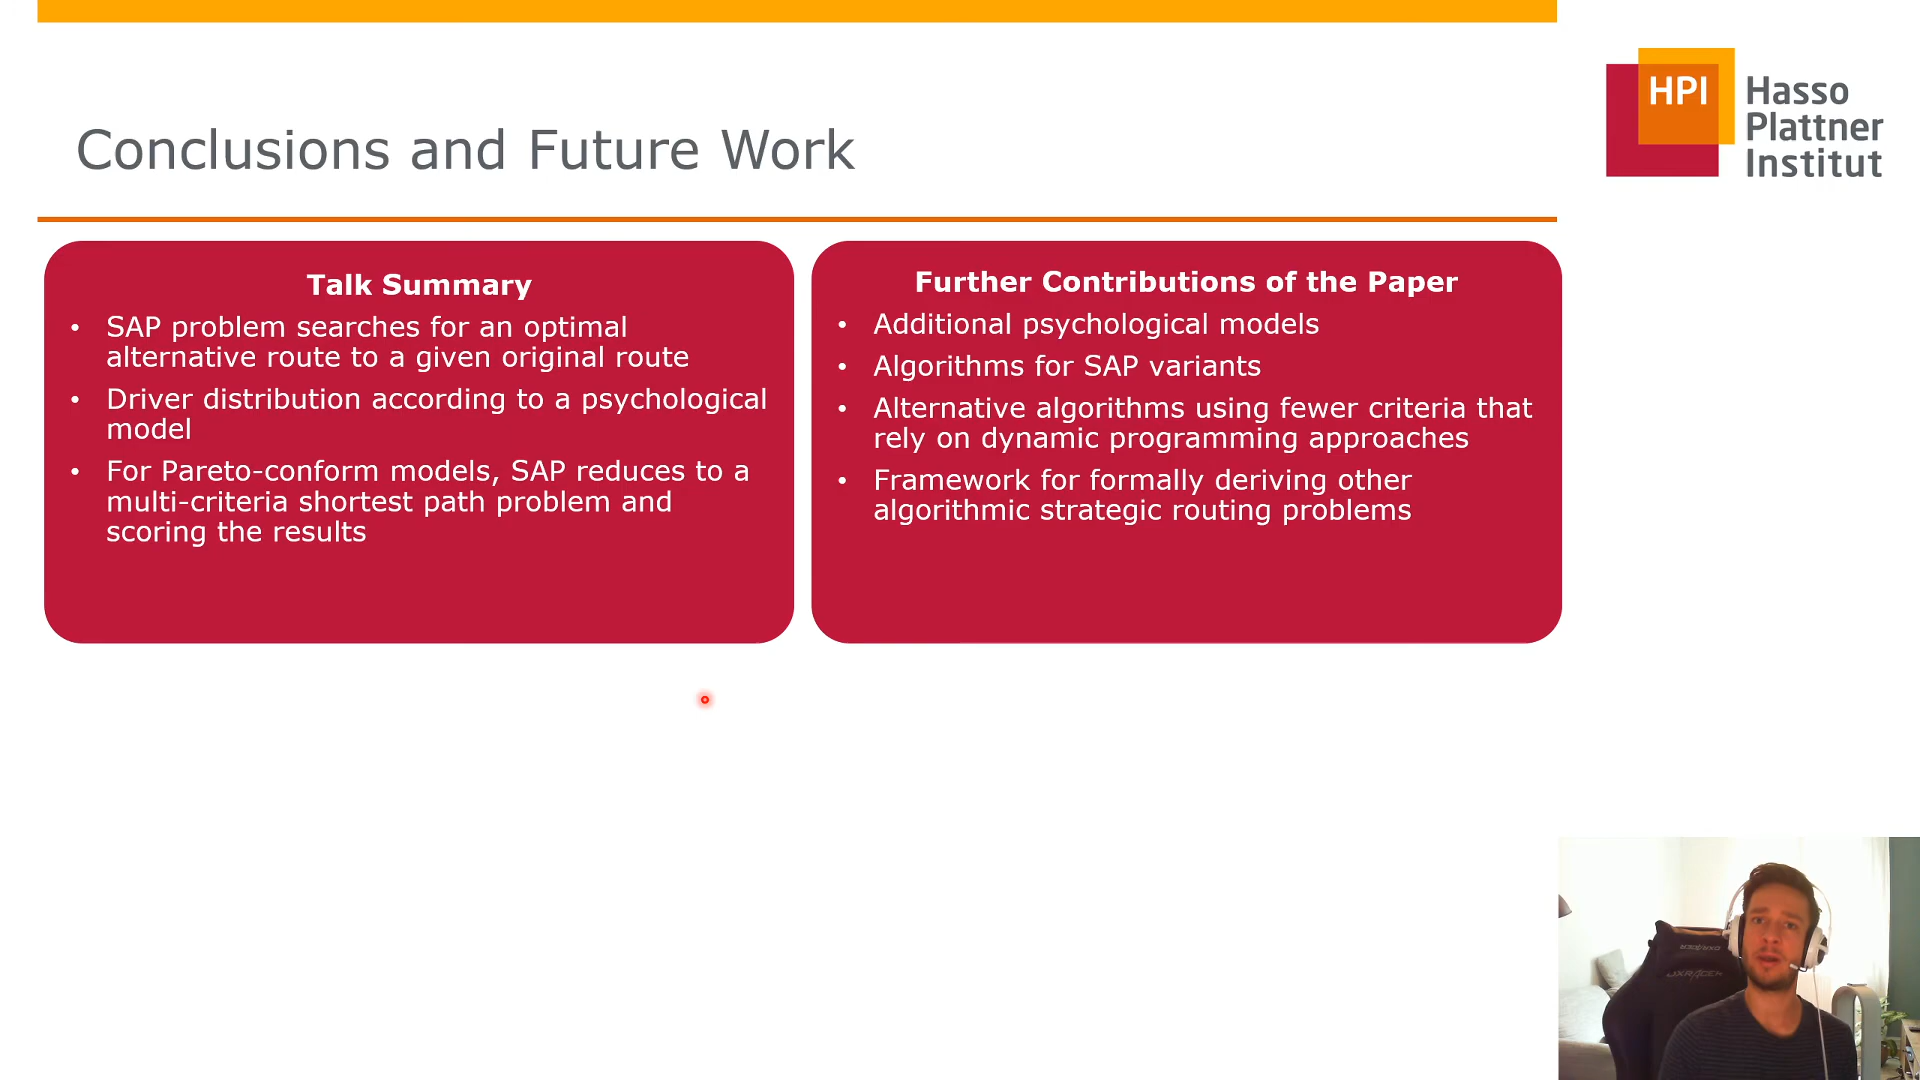 Conclusions and Future Work
HPI
Hasso
Plattner
Institut
Talk Summary
• SAP problem searches for an optimal
alternative route to a given original route
• Driver distribution according to a psychological
model
• For Pareto-conform models, SAP reduces to a
multi-criteria shortest path problem and
scoring the results
Further Contributions of the Paper
• Additional psychological models
• Algorithms for SAP variants
• Alternative algorithms using fewer criteria that
rely on dynamic programming approaches
• Framework for formally deriving other
algorithmic strategic routing problems